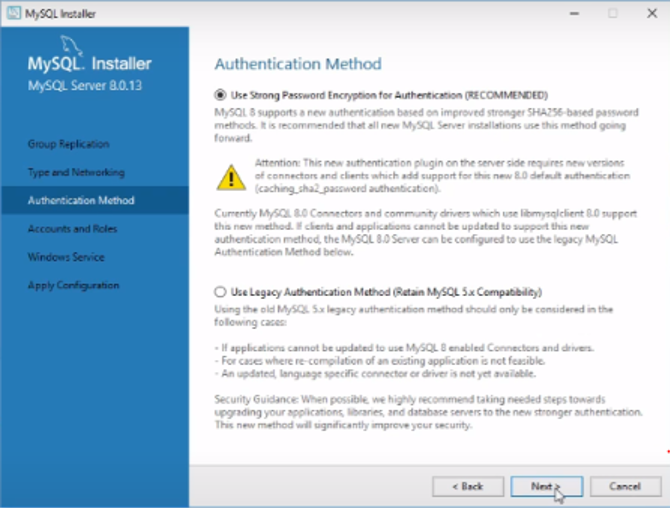 MySQL Installer
MySQL. Installer
MySQL Server 8.0.13
Group Replication
Type and Networking
Authentication Method
Accounts and Roles
Windows Service
Apply Configuration
Authentication Method
Use Strong Password Encryption for Authentication (RECOMMENDED)
MySQL 8 supports a new authentication based on improved stronger SHA256-based password
methods. It is recommended that all new MySQL Server installations use this method going
forward.
Attention: This new authentication plugin on the server side requires new versions
of connectors and clients which add support for this new 8.0 default authentication
(caching_sha2_password authentication).
Currently MySQL 8.0 Connectors and community drivers which use libmysqlclient 8.0 support
this new method. If clients and applications cannot be updated to support this new
authentication method, the MySQL 8.0 Server can be configured to use the legacy MySQL
Authentication Method below.
Use Legacy Authentication Method (Retain MySQL 5.x Compatibility)
Using the old MySQL 5.x legacy authentication method should only be considered in the
following cases:
- If applications cannot be updated to use MySQL 8 enabled Connectors and drivers.
- For cases where re-compilation of an existing application is not feasible.
- An updated, language specific connector or driver is not yet available.
Security Guidance: When possible, we highly recommend taking needed steps towards
upgrading your applications, libraries, and database servers to the new stronger authentication.
This new method will significantly improve your security.
< Back
Next >
Cancel